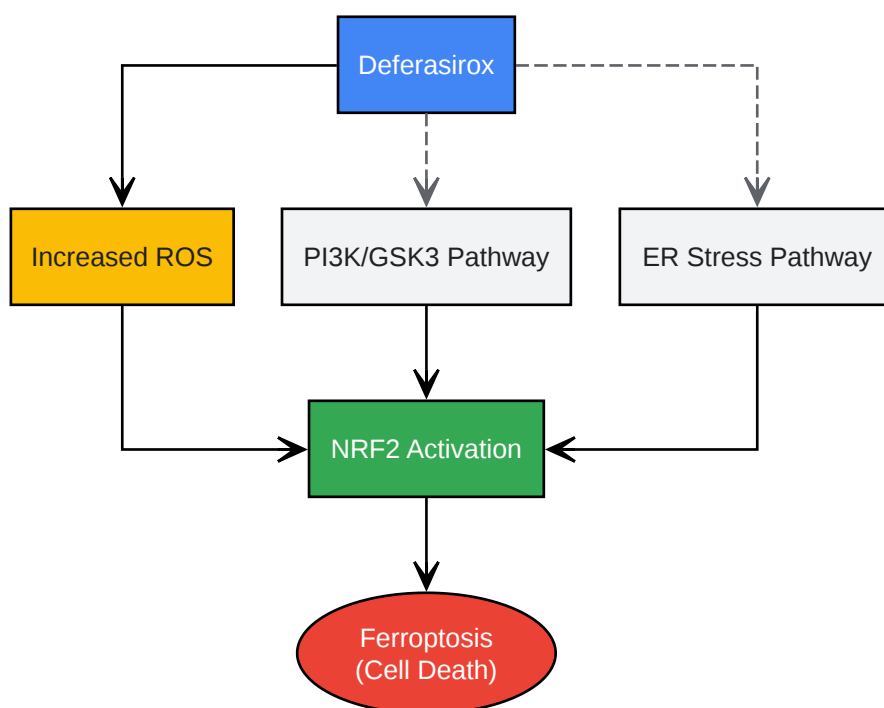 Deferasirox
Increased ROS
PI3K/GSK3 Pathway
ER Stress Pathway
NRF2 Activation
Ferroptosis
(Cell Death)